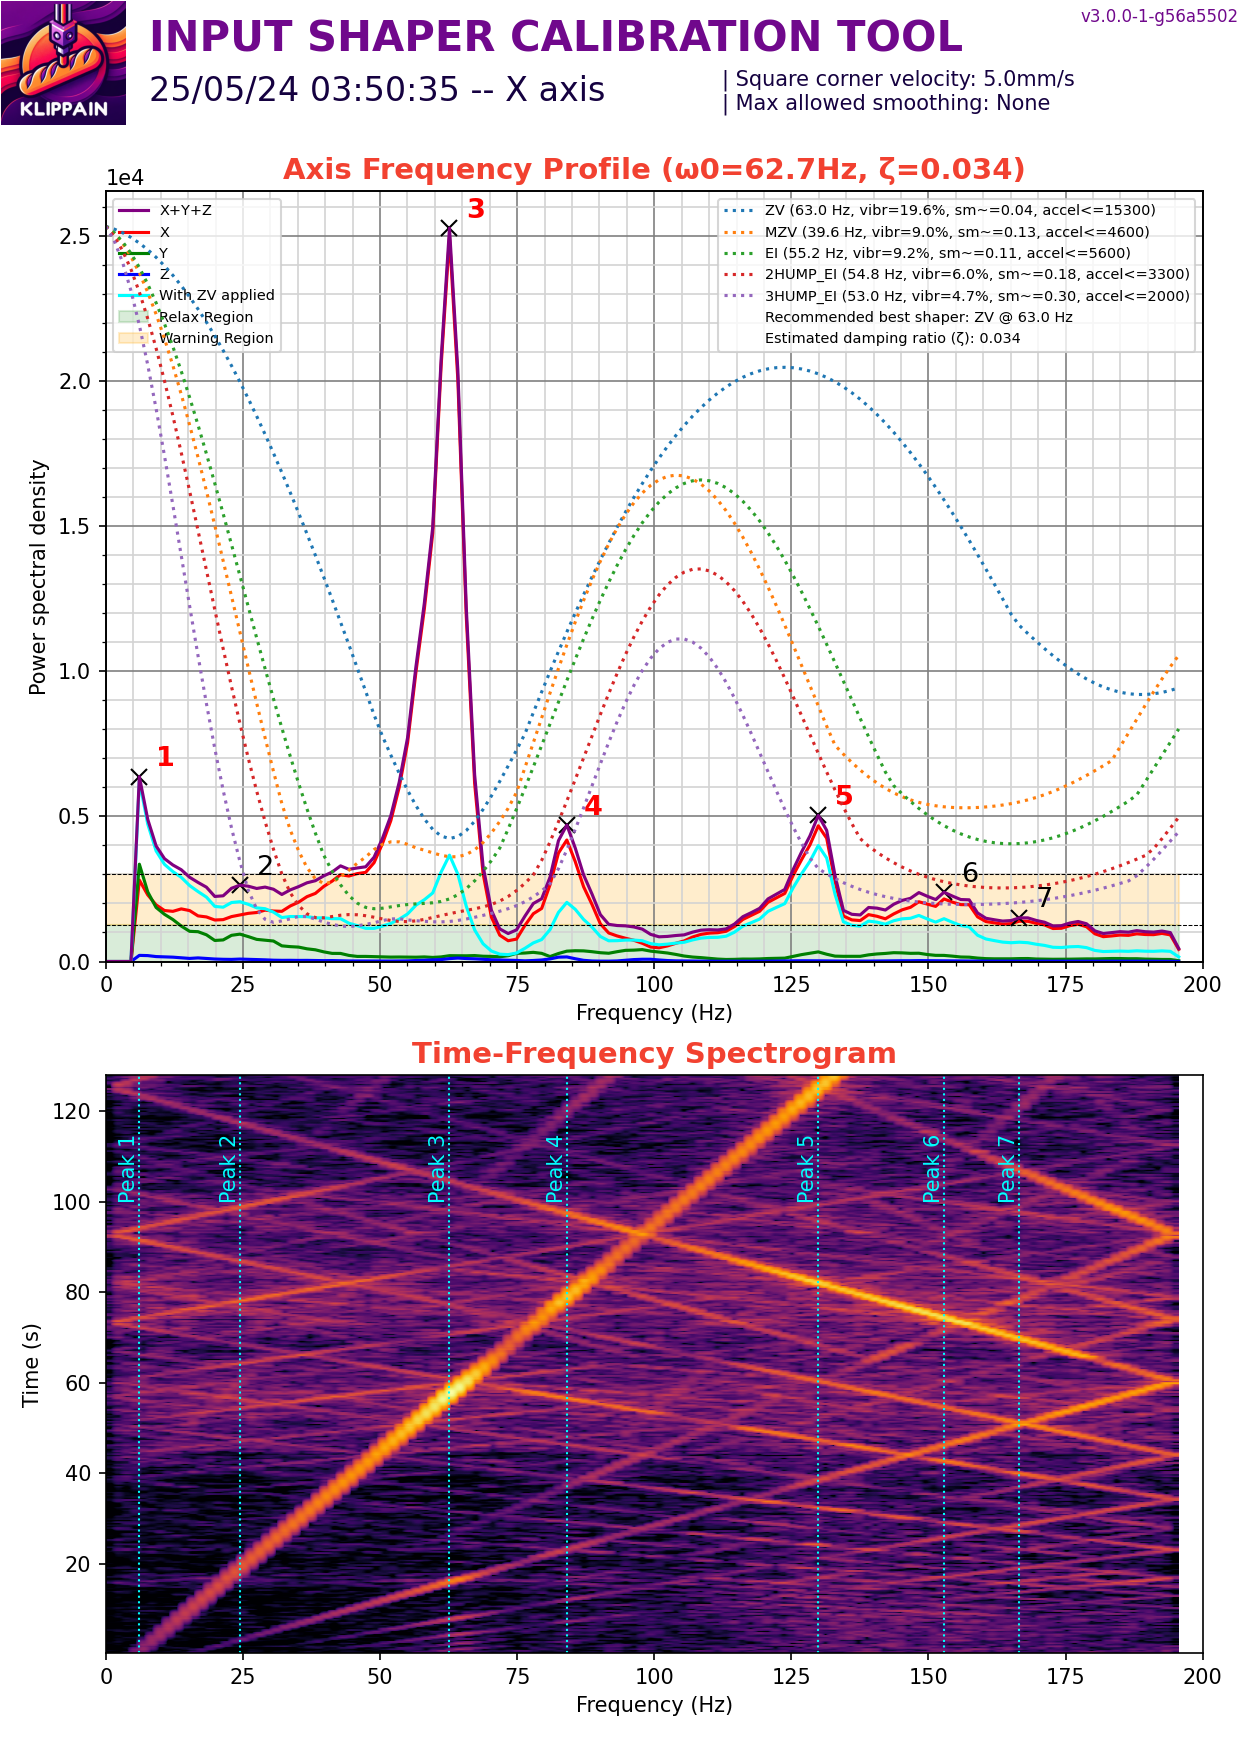 v3.0.0-1-g56a5502
INPUT SHAPER CALIBRATION TOOL
25/05/24 03:50:35 -- X axis
| Square corner velocity: 5.0mm/s
| Max allowed smoothing: None
KLIPPAIN
Axis Frequency Profile (ω0=62.7Hz, ζ=0.034)
1e4
X+Y+Z
X
Y
Z
With ZV applied
Relax Region
Warning Region
ZV (63.0 Hz, vibr=19.6%, sm~=0.04, accel<=15300)
MZV (39.6 Hz, vibr=9.0%, sm~=0.13, accel<=4600)
EI (55.2 Hz, vibr=9.2%, sm~=0.11, accel<=5600)
2HUMP_EI (54.8 Hz, vibr=6.0%, sm~=0.18, accel<=3300)
3HUMP_EI (53.0 Hz, vibr=4.7%, sm~=0.30, accel<=2000)
Recommended best shaper: ZV @ 63.0 Hz
Estimated damping ratio (ζ): 0.034
Power spectral density
2.5
2.0
1.5
1.0
0.5
0.0
1
2
3
4
5
6
7
0 25 50 75 100 125 150 175 200
Frequency (Hz)
Time-Frequency Spectrogram
Time (s)
120
100
80
60
40
20
Peak 1
Peak 2
Peak 3
Peak 4
Peak 5
Peak 6
Peak 7
0 25 50 75 100 125 150 175 200
Frequency (Hz)